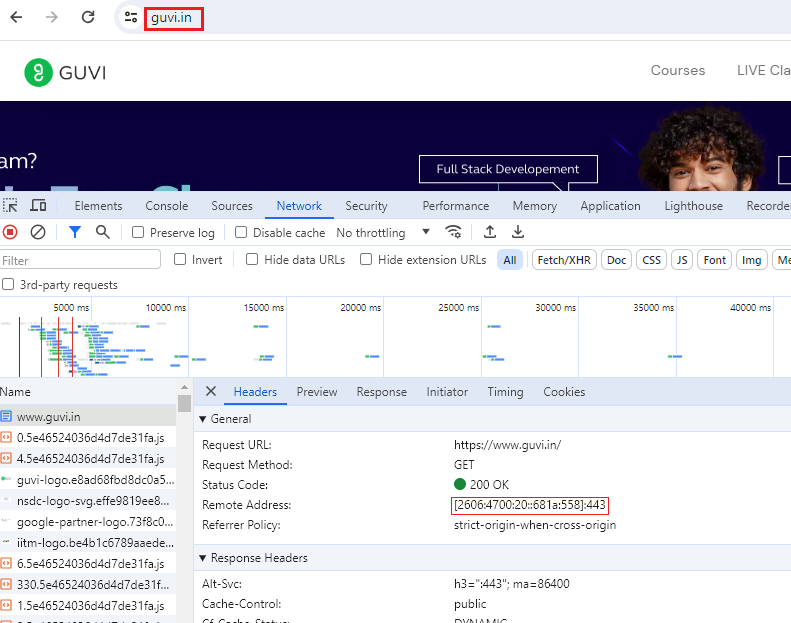 guvi.in
GUVI
Courses LIVE Cla
am?
Full Stack Developement
Elements Console Sources Network Security Performance Memory Application Lighthouse Recorde
Preserve log Disable cache No throttling
Filter Invert Hide data URLs Hide extension URLs All Fetch/XHR Doc CSS JS Font Img Me
3rd-party requests
5000 ms 10000 ms 15000 ms 20000 ms 25000 ms 30000 ms 35000 ms 40000 ms
Name
Headers Preview Response Initiator Timing Cookies
www.guvi.in
0.5e46524036d4d7de31fa.js
4.5e46524036d4d7de31fa.js
guvi-logo.e8ad68fbd8dc0a5...
nsdc-logo-svg.effe9819ee8...
google-partner-logo.73f8c0...
iitm-logo.be4b1c6789aaede...
6.5e46524036d4d7de31fa.js
330.5e46524036d4d7de31f...
1.5e46524036d4d7de31fa.js
General
Request URL: https://www.guvi.in/
Request Method: GET
Status Code: 200 OK
Remote Address: [2606:4700:20::681a:558]:443
Referrer Policy: strict-origin-when-cross-origin
Response Headers
Alt-Svc: h3=":443"; ma=86400
Cache-Control: public
Cf-Cache-Status: DYNAMIC